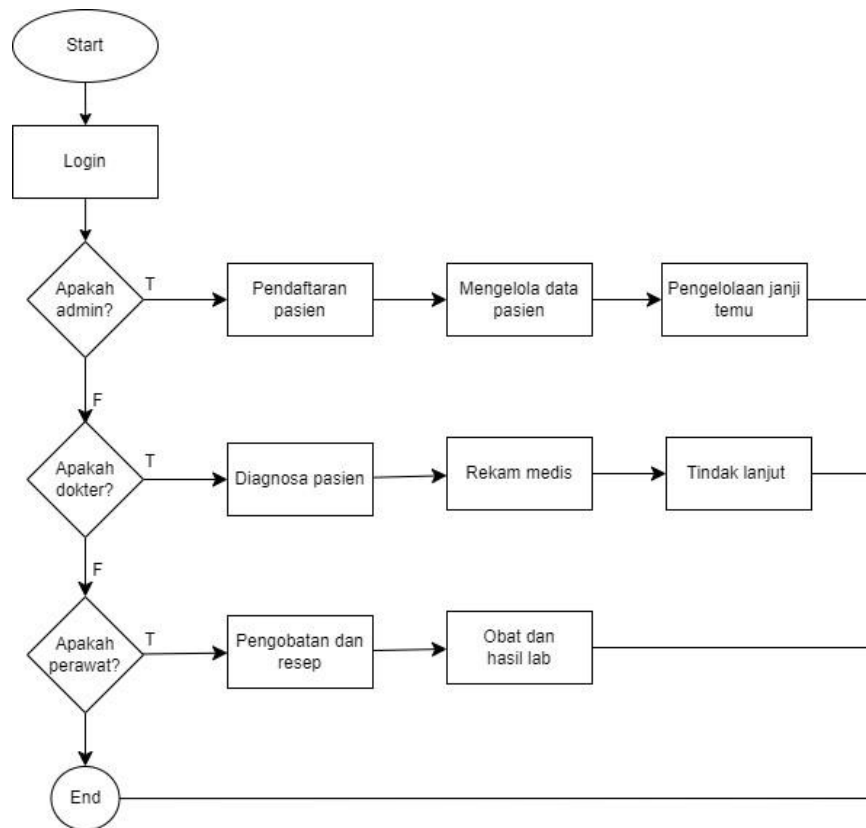 Start
Login
Apakah
admin?
T
Pendaftaran
pasien
Mengelola data
pasien
Pengelolaan janji
temu
F
Apakah
dokter?
T
Diagnosa pasien
Rekam medis
Tindak lanjut
F
Apakah
perawat?
T
Pengobatan dan
resep
Obat dan
hasil lab
End